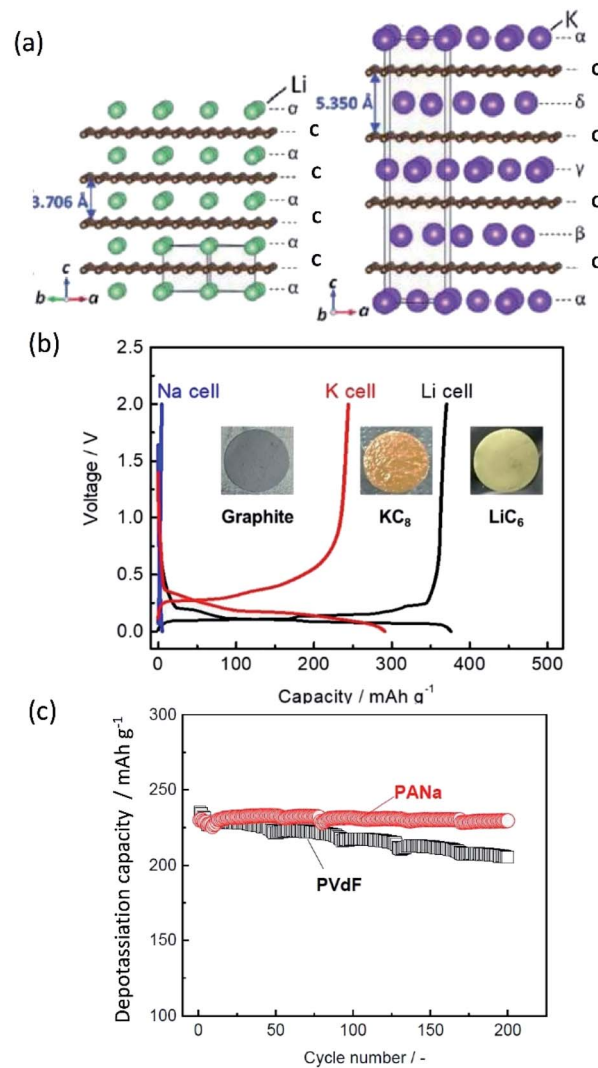 (a)
Li
α
C
α
3.706 Å
C
α
C
α
C
α
c
b
a
K
α
C
5.350 Å
δ
C
γ
C
β
C
α
c
b
a
(b)
Voltage / V
2.5
2.0
1.5
1.0
0.5
0.0
Na cell
K cell
Li cell
Graphite
KC₈
LiC₆
0
100
200
300
400
500
Capacity / mAh g⁻¹
(c)
Depotassiation capacity / mAh g⁻¹
300
250
200
150
100
PANa
PVdF
0
50
100
150
200
Cycle number / -